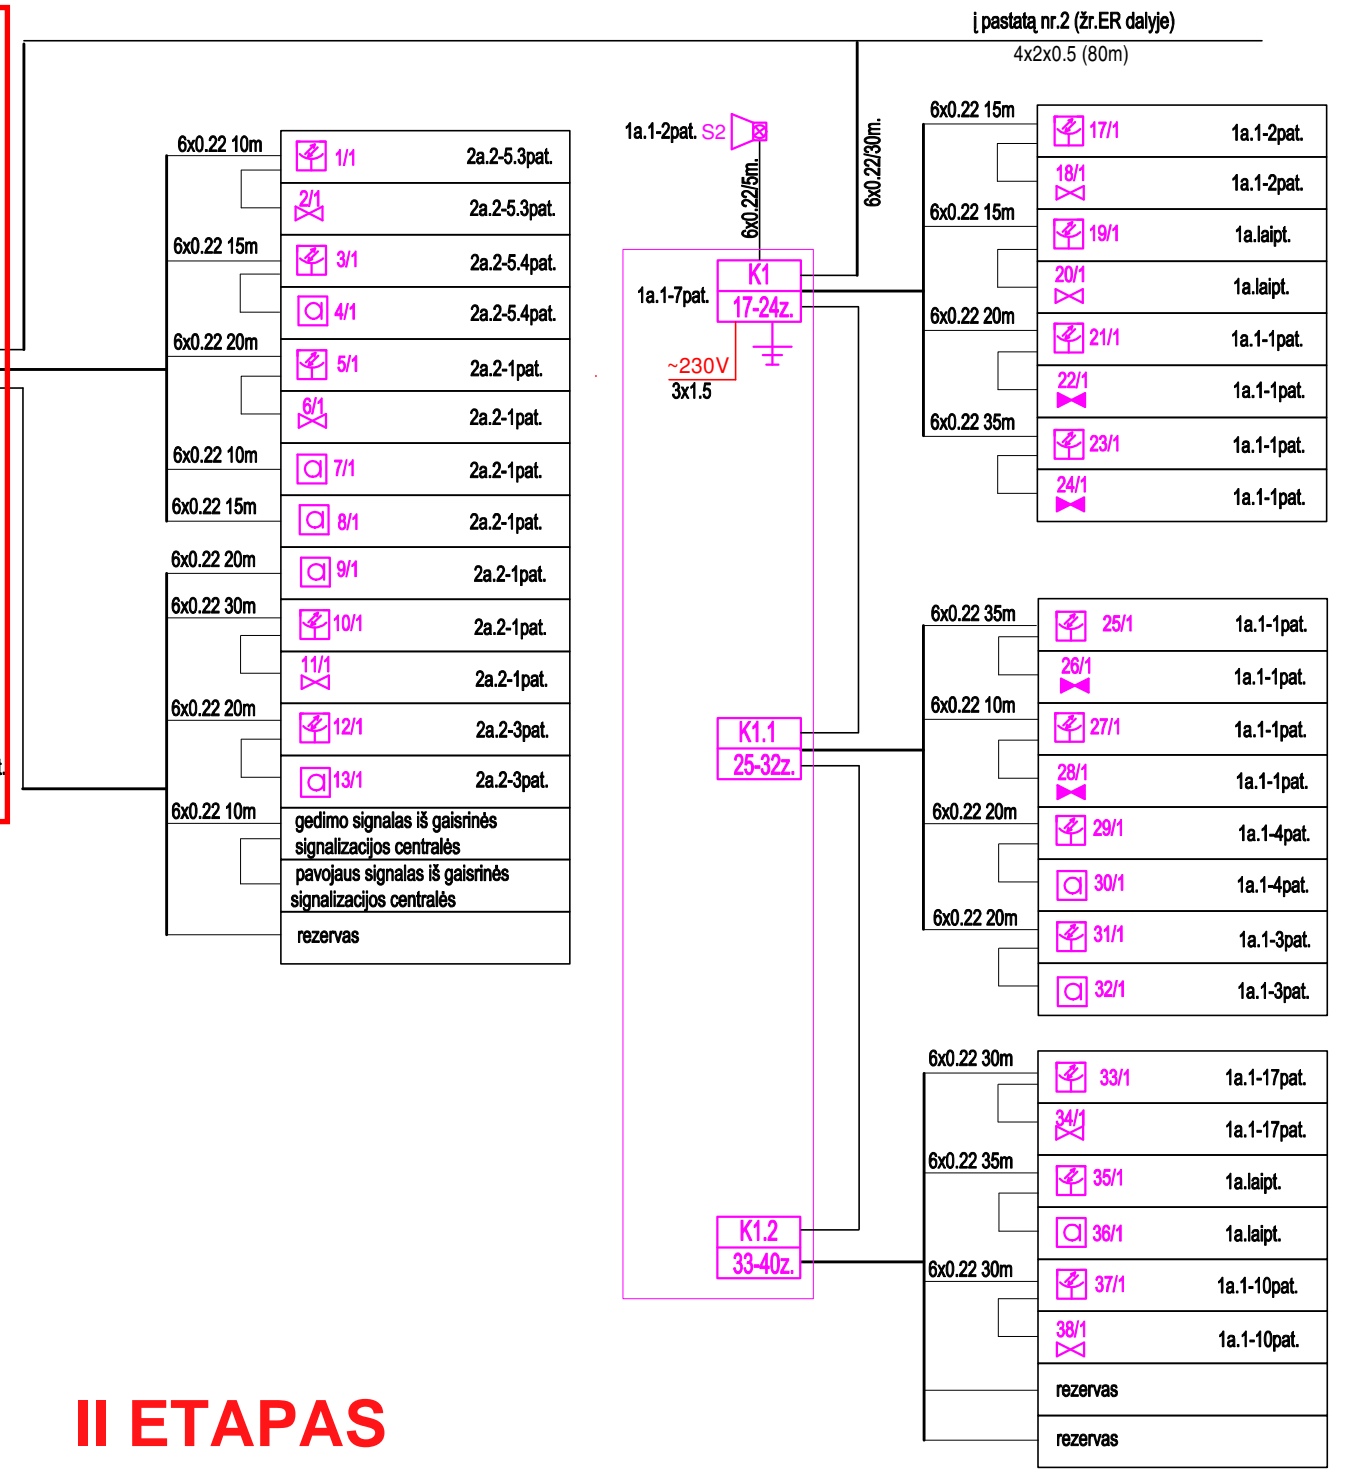 į pastatą nr.2 (žr.ER dalyje)
4x2x0.5 (80m)
6x0.22 10m
1/1 2a.2-5.3pat.
2/1 2a.2-5.3pat.
6x0.22 15m
3/1 2a.2-5.4pat.
4/1 2a.2-5.4pat.
6x0.22 20m
5/1 2a.2-1pat.
6/1 2a.2-1pat.
6x0.22 10m
7/1 2a.2-1pat.
6x0.22 15m
8/1 2a.2-1pat.
6x0.22 20m
9/1 2a.2-1pat.
6x0.22 30m
10/1 2a.2-1pat.
11/1 2a.2-1pat.
6x0.22 20m
12/1 2a.2-3pat.
13/1 2a.2-3pat.
6x0.22 10m
gedimo signalas iš gaisrinės
signalizacijos centralės
pavojaus signalas iš gaisrinės
signalizacijos centralės
rezervas
1a.1-2pat. S2
6x0.22/5m.
6x0.22/30m.
1a.1-7pat.
K1
17-24z.
~230V
3x1.5
K1.1
25-32z.
K1.2
33-40z.
6x0.22 15m
17/1 1a.1-2pat.
18/1 1a.1-2pat.
6x0.22 15m
19/1 1a.laipt.
20/1 1a.laipt.
6x0.22 20m
21/1 1a.1-1pat.
22/1 1a.1-1pat.
6x0.22 35m
23/1 1a.1-1pat.
24/1 1a.1-1pat.
6x0.22 35m
25/1 1a.1-1pat.
26/1 1a.1-1pat.
6x0.22 10m
27/1 1a.1-1pat.
28/1 1a.1-1pat.
6x0.22 20m
29/1 1a.1-4pat.
30/1 1a.1-4pat.
6x0.22 20m
31/1 1a.1-3pat.
32/1 1a.1-3pat.
6x0.22 30m
33/1 1a.1-17pat.
34/1 1a.1-17pat.
6x0.22 35m
35/1 1a.laipt.
36/1 1a.laipt.
6x0.22 30m
37/1 1a.1-10pat.
38/1 1a.1-10pat.
rezervas
rezervas
II ETAPAS